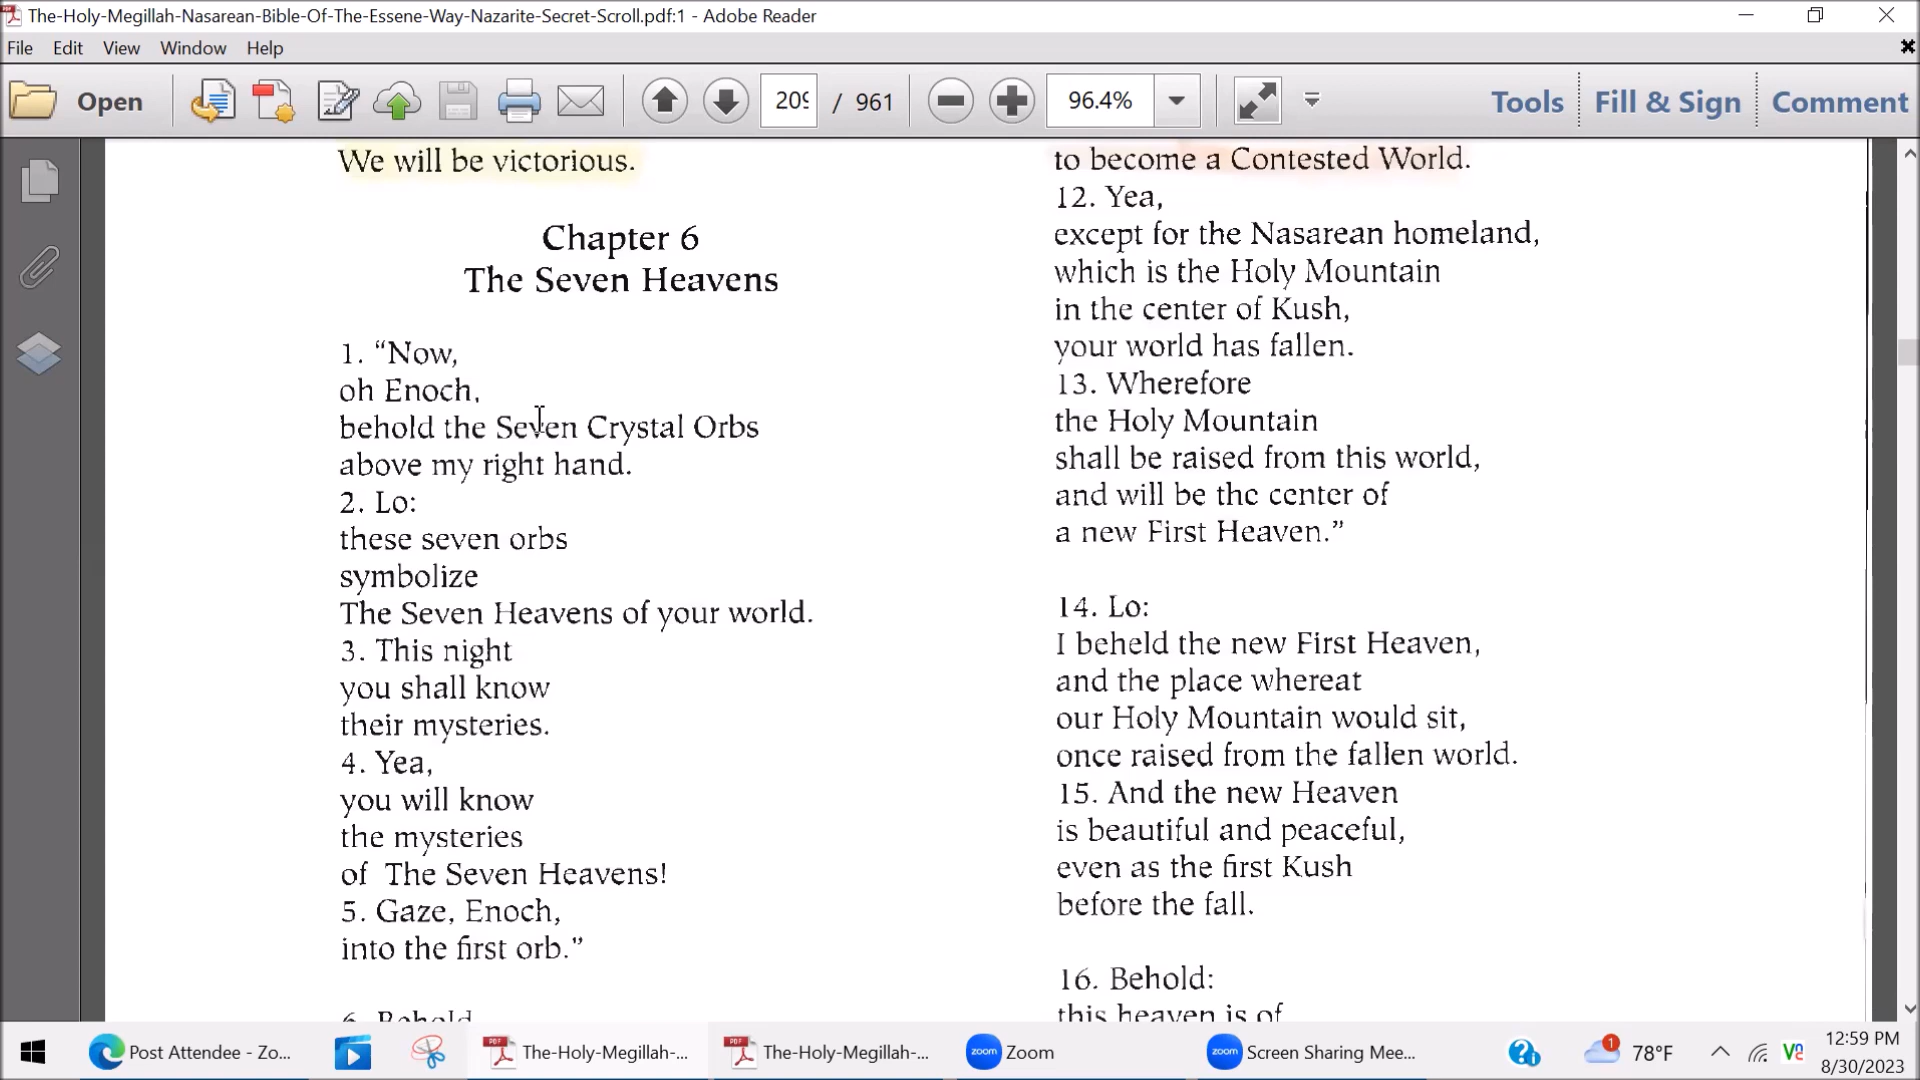 The-Holy-Megillah-Nasarean-Bible-Of-The-Essene-Way-Nazarite-Secret-Scroll.pdf:1 - Adobe Reader
File Edit View Window Help
Open 209 / 961 96.4% Tools Fill & Sign Comment
We will be victorious.
Chapter 6
The Seven Heavens
1. “Now,
oh Enoch,
behold the Seven Crystal Orbs
above my right hand.
2. Lo:
these seven orbs
symbolize
The Seven Heavens of your world.
3. This night
you shall know
their mysteries.
4. Yea,
you will know
the mysteries
of The Seven Heavens!
5. Gaze, Enoch,
into the first orb.”
6. Behold
to become a Contested World.
12. Yea,
except for the Nasarean homeland,
which is the Holy Mountain
in the center of Kush,
your world has fallen.
13. Wherefore
the Holy Mountain
shall be raised from this world,
and will be the center of
a new First Heaven.”
14. Lo:
I beheld the new First Heaven,
and the place whereat
our Holy Mountain would sit,
once raised from the fallen world.
15. And the new Heaven
is beautiful and peaceful,
even as the first Kush
before the fall.
16. Behold:
this heaven is of
Post Attendee - Zo... The-Holy-Megillah-... The-Holy-Megillah-... zoom Zoom zoom Screen Sharing Mee... 1 78°F 12:59 PM
8/30/2023